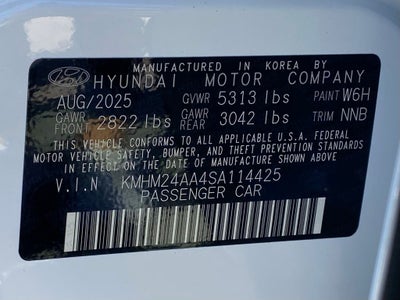 MANUFACTURED IN KOREA BY
HYUNDAI MOTOR COMPANY
AUG/2025 GVWR 5313 lbs PAINT W6H
GAWR FRONT 2822 lbs GAWR REAR 3042 lbs TRIM NNB
THIS VEHICLE CONFORMS TO ALL APPLICABLE U.S.A. FEDERAL
MOTOR VEHICLE SAFETY, BUMPER, AND THEFT PREVENTION STANDARDS
IN EFFECT ON THE DATE OF MANUFACTURE SHOWN ABOVE.
V.I.N KMHM24AA4SA114425
PASSENGER CAR